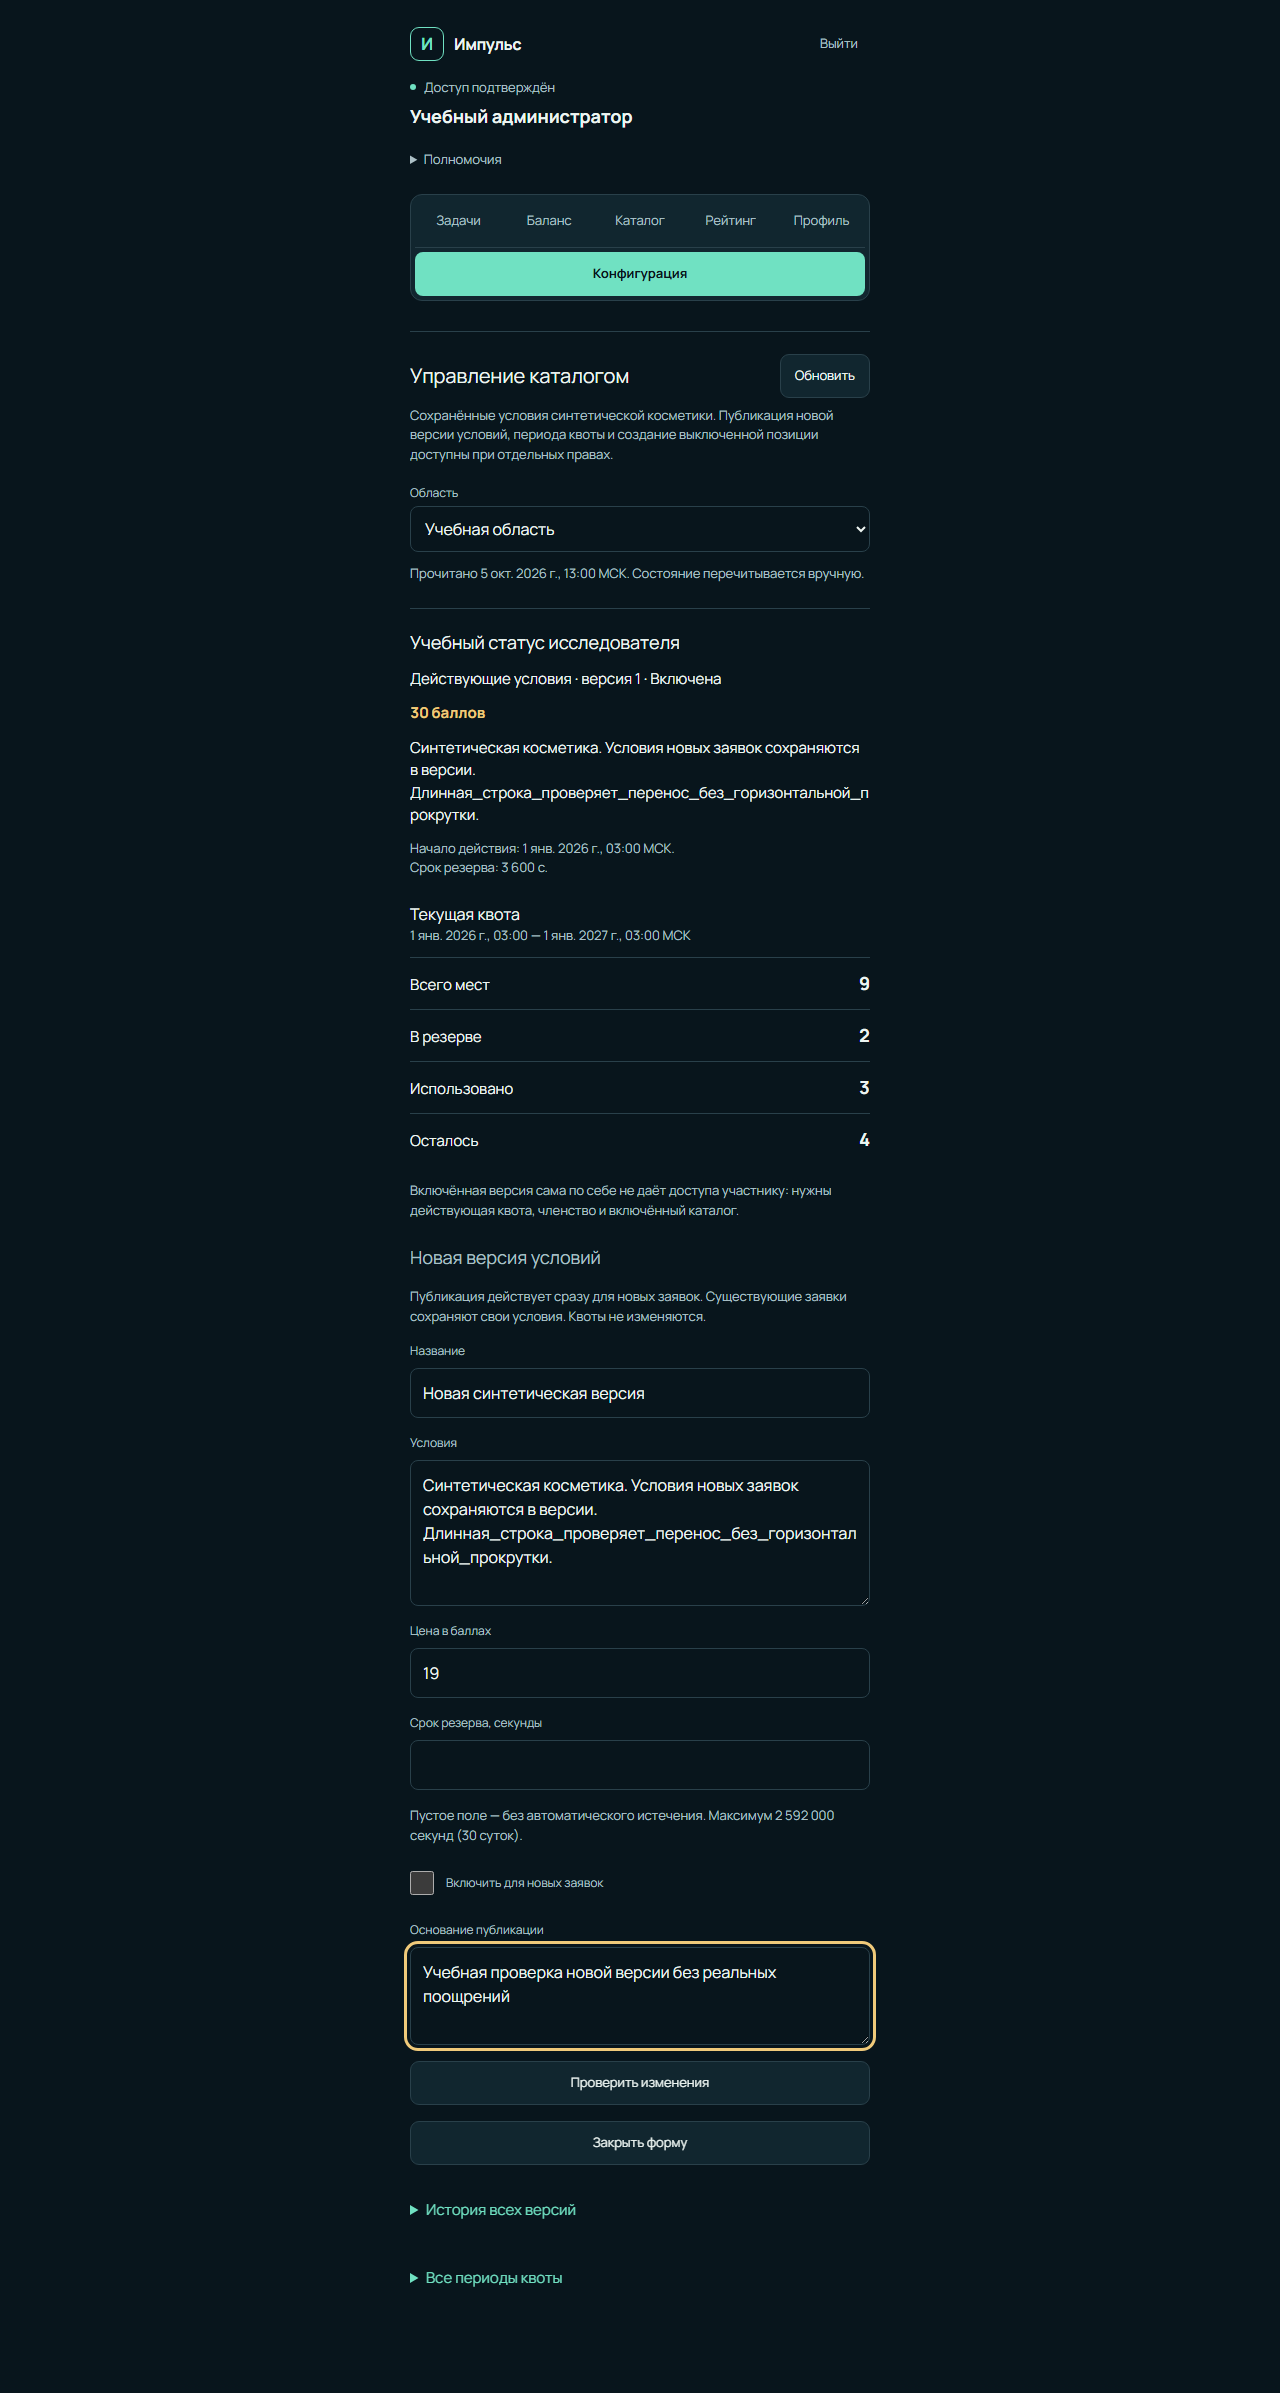 И Импульс
Выйти
Доступ подтверждён
Учебный администратор
Полномочия
Задачи Баланс Каталог Рейтинг Профиль
Конфигурация
Управление каталогом
Обновить
Сохранённые условия синтетической косметики. Публикация новой
версии условий, периода квоты и создание выключенной позиции
доступны при отдельных правах.
Область
Учебная область
Прочитано 5 окт. 2026 г., 13:00 МСК. Состояние перечитывается вручную.
Учебный статус исследователя
Действующие условия · версия 1 · Включена
30 баллов
Синтетическая косметика. Условия новых заявок сохраняются
в версии.
Длинная_строка_проверяет_перенос_без_горизонтальной_п
рокрутки.
Начало действия: 1 янв. 2026 г., 03:00 МСК.
Срок резерва: 3 600 с.
Текущая квота
1 янв. 2026 г., 03:00 — 1 янв. 2027 г., 03:00 МСК
Всего мест 9
В резерве 2
Использовано 3
Осталось 4
Включённая версия сама по себе не даёт доступа участнику: нужны
действующая квота, членство и включённый каталог.
Новая версия условий
Публикация действует сразу для новых заявок. Существующие заявки
сохраняют свои условия. Квоты не изменяются.
Название
Новая синтетическая версия
Условия
Синтетическая косметика. Условия новых заявок
сохраняются в версии.
Длинная_строка_проверяет_перенос_без_горизонтал
ьной_прокрутки.
Цена в баллах
19
Срок резерва, секунды
Пустое поле — без автоматического истечения. Максимум 2 592 000
секунд (30 суток).
Включить для новых заявок
Основание публикации
Учебная проверка новой версии без реальных
поощрений
Проверить изменения
Закрыть форму
История всех версий
Все периоды квоты